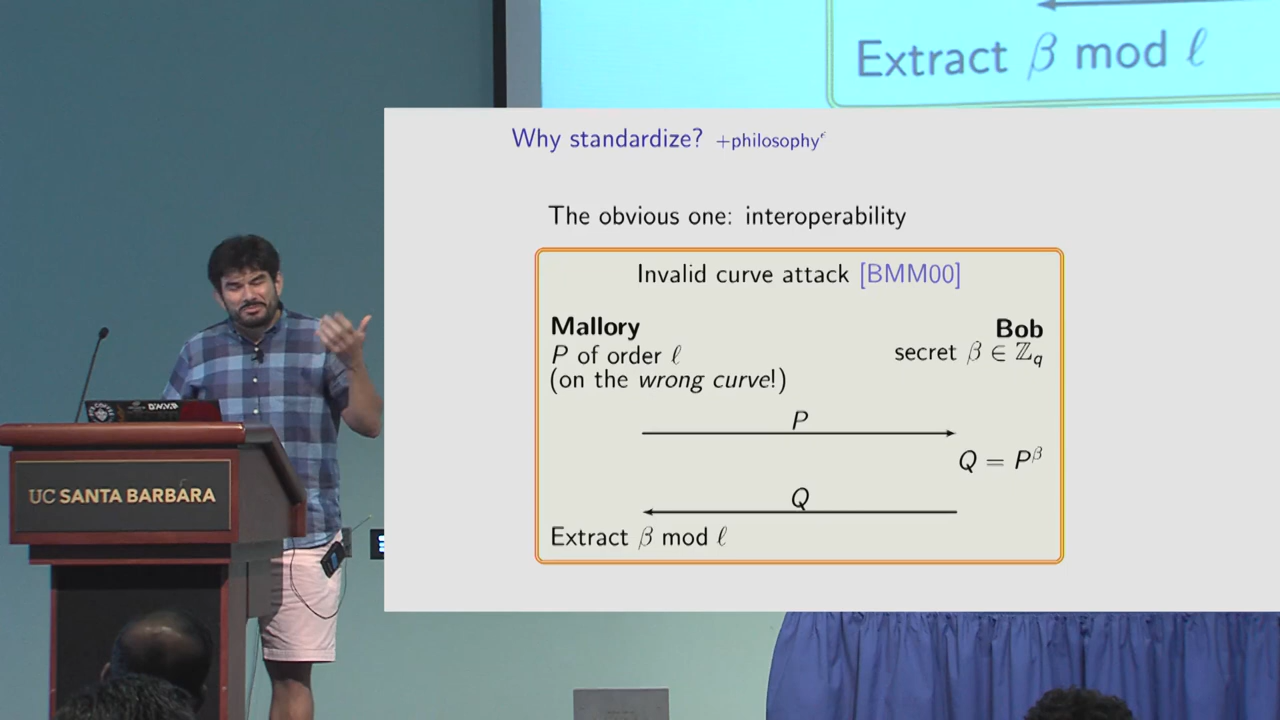 Extract β mod ℓ
Why standardize? +philosophy
The obvious one: interoperability
Invalid curve attack [BMM00]
Mallory
P of order ℓ
(on the wrong curve!)
Bob
secret β ∈ ℤq
P
Q = P^β
Q
Extract β mod ℓ
UC SANTA BARBARA